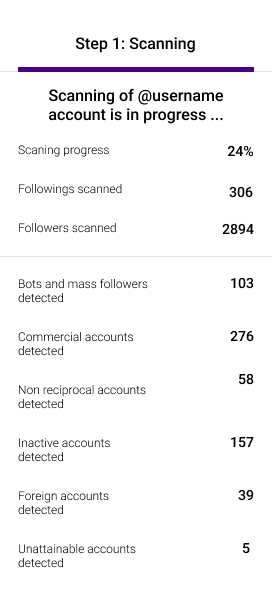 Step 1: Scanning
Scanning of @username
account is in progress ...
Scaning progress 24%
Followings scanned 306
Followers scanned 2894
Bots and mass followers 103
detected
Commercial accounts 276
detected
58
Non reciprocal accounts
detected
Inactive accounts 157
detected
Foreign accounts 39
detected
Unattainable accounts 5
detected